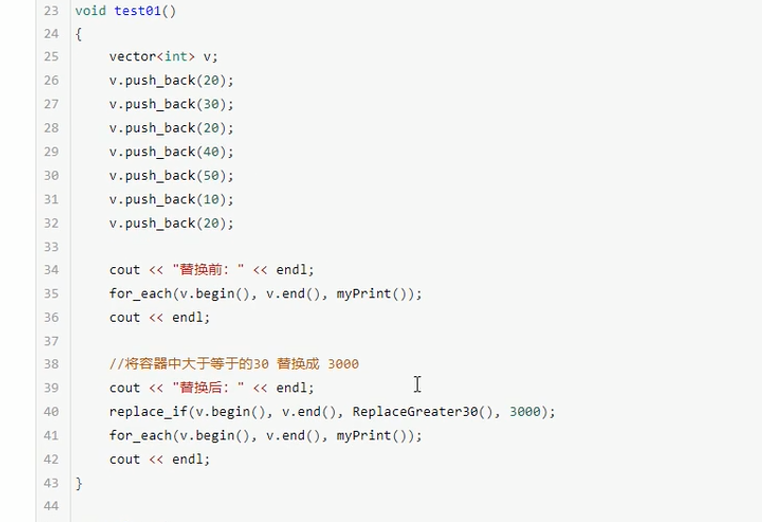 23 void test01()
24 {
25 vector<int> v;
26 v.push_back(20);
27 v.push_back(30);
28 v.push_back(20);
29 v.push_back(40);
30 v.push_back(50);
31 v.push_back(10);
32 v.push_back(20);
33
34 cout << "替换前：" << endl;
35 for_each(v.begin(), v.end(), myPrint());
36 cout << endl;
37
38 //将容器中大于等于的30 替换成 3000
39 cout << "替换后：" << endl;
40 replace_if(v.begin(), v.end(), ReplaceGreater30(), 3000);
41 for_each(v.begin(), v.end(), myPrint());
42 cout << endl;
43 }
44